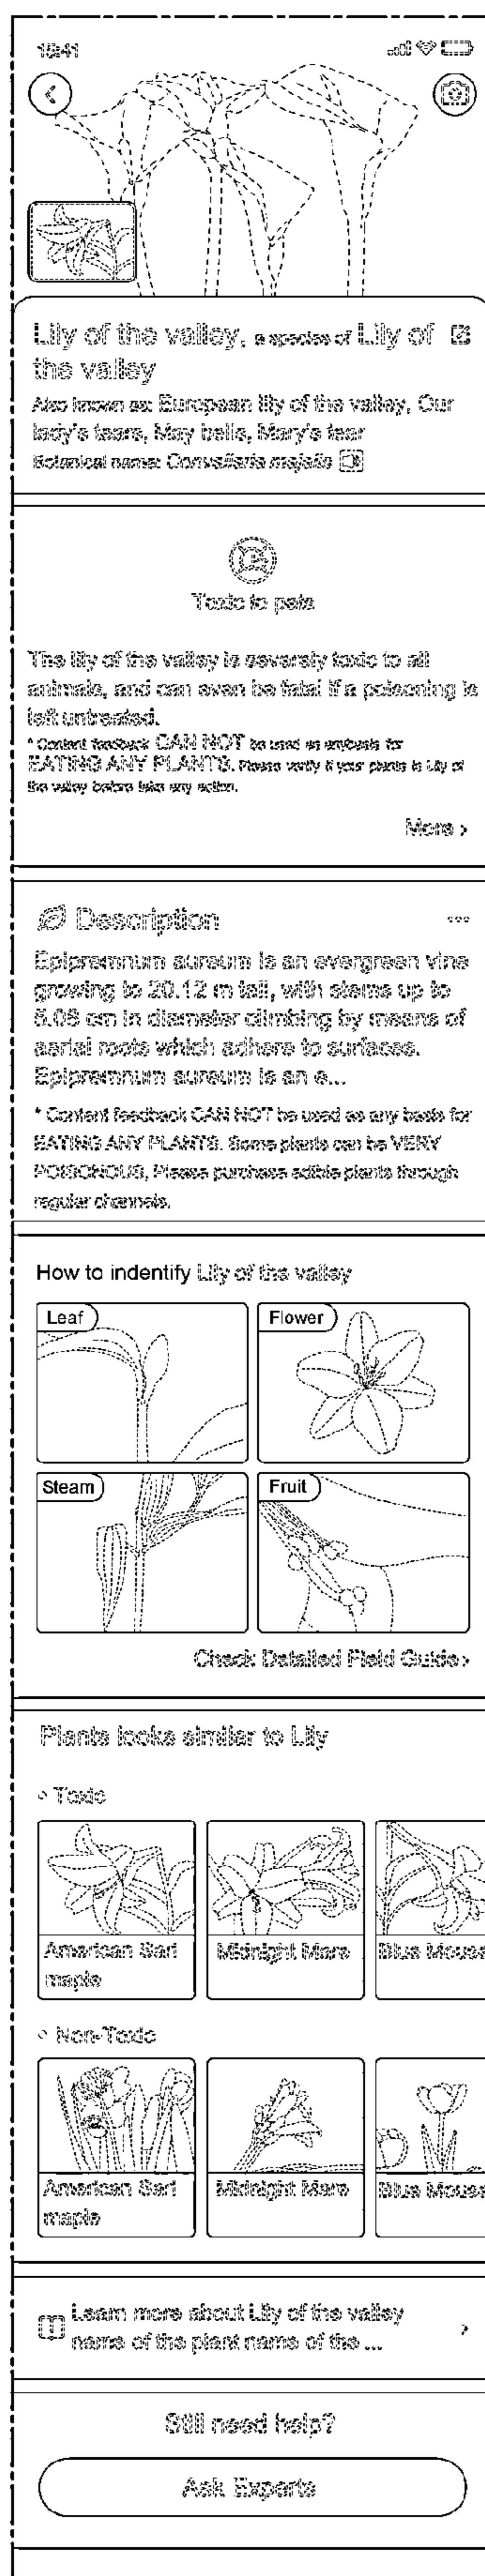 Lily of the valley, a species of Lily of
the valley
Also known as: European lily of the valley, Our
lady's tears, May bells, Mary's tear
Botanical name: Convallaria majalis
Toxic to pets
The lily of the valley is severely toxic to all
animals, and can even be fatal if a poisoning is
left untreated.
* Content feedback CAN NOT be used as any basis for
EATING ANY PLANTS. Please verify if your plants is Lily of
the valley before take any action.
More ›
Description
Epipremnum aureum is an evergreen vine
growing to 20.12 m tall, with stems up to
5.08 cm in diameter climbing by means of
aerial roots which adhere to surfaces.
Epipremnum aureum is an e...
* Content feedback CAN NOT be used as any basis for
EATING ANY PLANTS. Some plants can be VERY
POISONOUS, Please purchase edible plants through
regular channels.
How to indentify Lily of the valley
Leaf
Flower
Steam
Fruit
Check Detailed Field Guide›
Plants looks similar to Lily
Toxic
American Sari
maple
Midnight Mare
Blue Mouse
Non-Toxic
American Sari
maple
Midnight Mare
Blue Mouse
Learn more about Lily of the valley
name of the plant name of the ...
Still need help?
Ask Experts